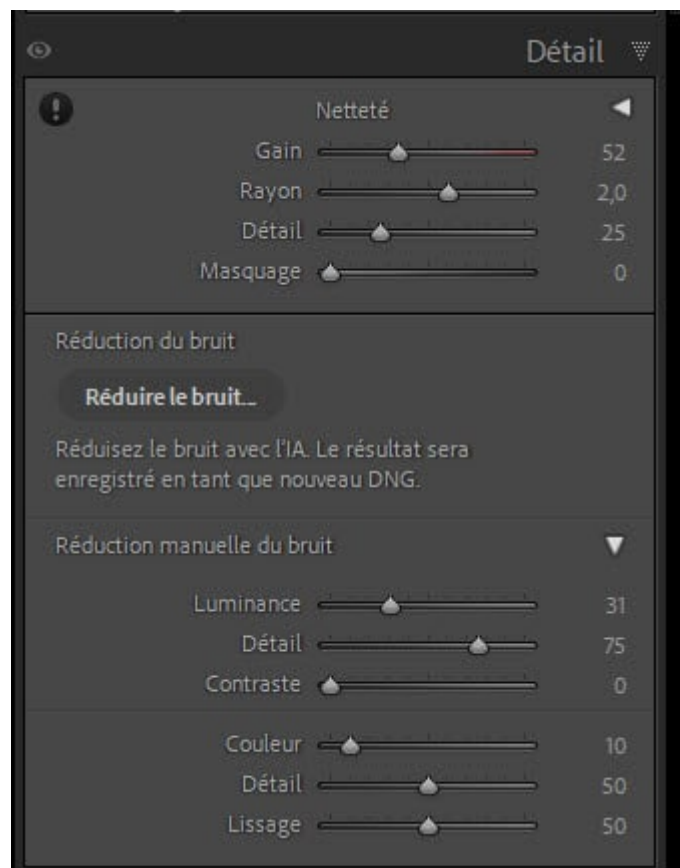 Détail
Netteté
Gain 52
Rayon 2,0
Détail 25
Masquage 0
Réduction du bruit
Réduire le bruit...
Réduisez le bruit avec l'IA. Le résultat sera
enregistré en tant que nouveau DNG.
Réduction manuelle du bruit
Luminance 31
Détail 75
Contraste 0
Couleur 10
Détail 50
Lissage 50